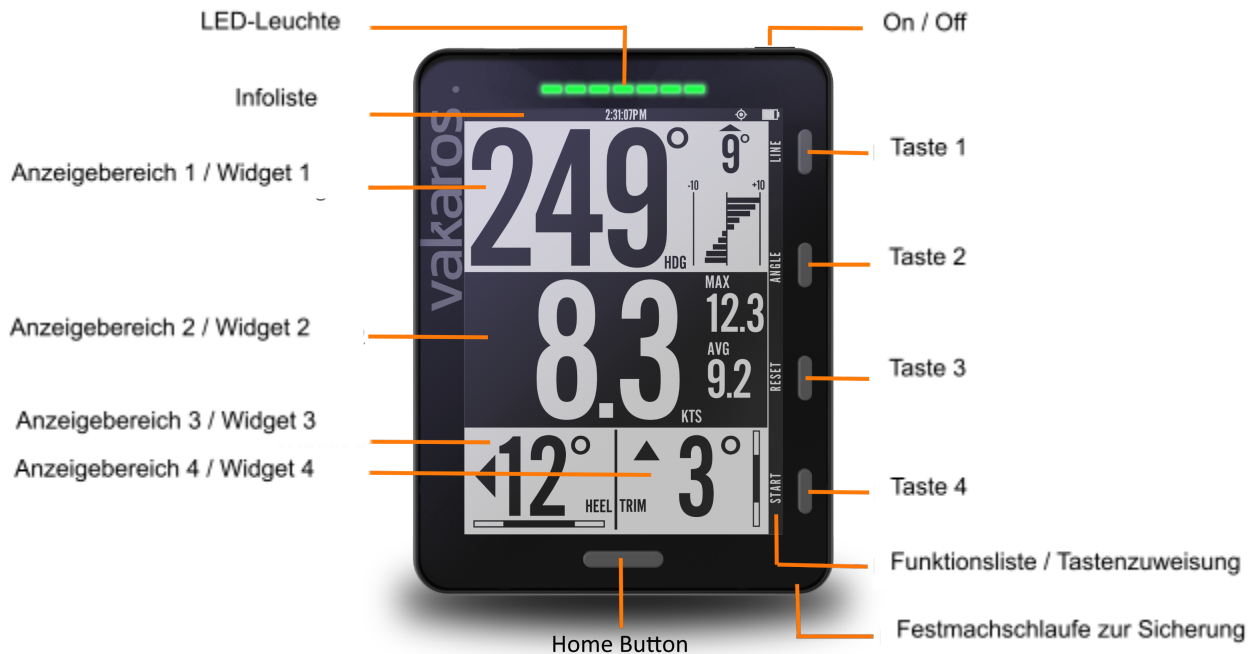 LED-Leuchte
On / Off
Infoliste
vakaros
2:31:07PM
249°
HDG
9°
-10 +10
LINE
Taste 1
Anzeigebereich 1 / Widget 1
ANGLE
Taste 2
8.3
KTS
MAX
12.3
AVG
9.2
Anzeigebereich 2 / Widget 2
RESET
Taste 3
Anzeigebereich 3 / Widget 3
Anzeigebereich 4 / Widget 4
12°
HEEL
TRIM
3°
START
Taste 4
Funktionsliste / Tastenzuweisung
Festmachschlaufe zur Sicherung
Home Button